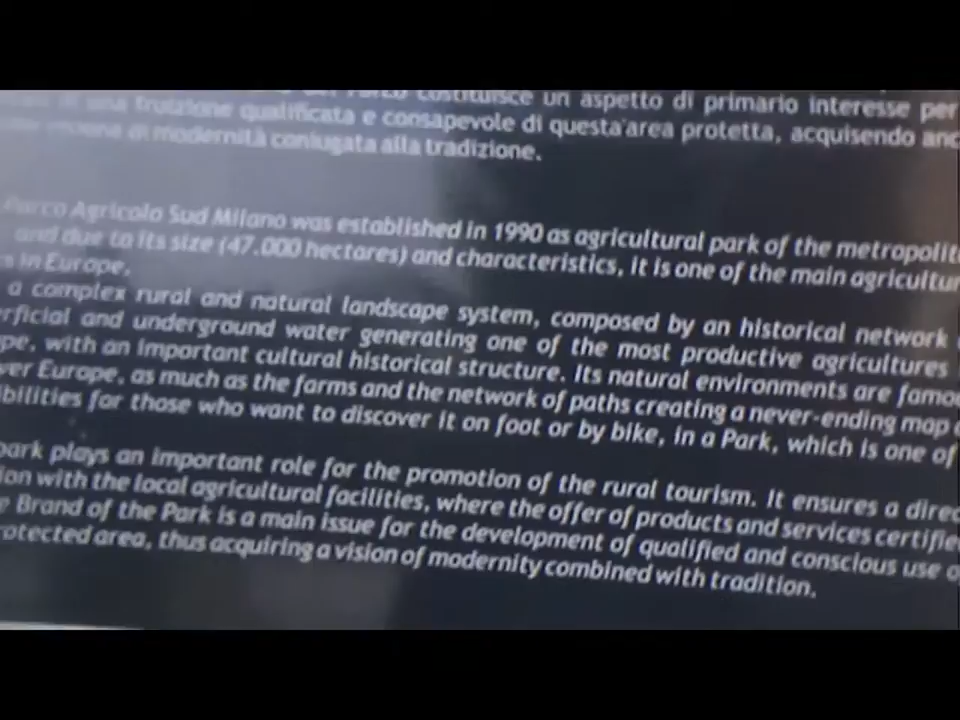 costituisce un aspetto di primario interesse per
una fruizione qualificata e consapevole di questa area protetta, acquisendo
di modernità coniugata alla tradizione.
Parco Agricolo Sud Milano was established in 1990 as agricultural park of the
and due to its size (47.000 hectares) and characteristics, it is one of the main
in Europe.
a complex rural and natural landscape system, composed by an historical network
and underground water generating one of the most productive agricultures
with an important cultural historical structure. Its natural environments are
Europe, as much as the farms and the network of paths creating a never-ending map
for those who want to discover it on foot or by bike, in a Park, which is one of
park plays an important role for the promotion of the rural tourism. It ensures a
with the local agricultural facilities, where the offer of products and services
Brand of the Park is a main issue for the development of qualified and conscious use
area, thus acquiring a vision of modernity combined with tradition.